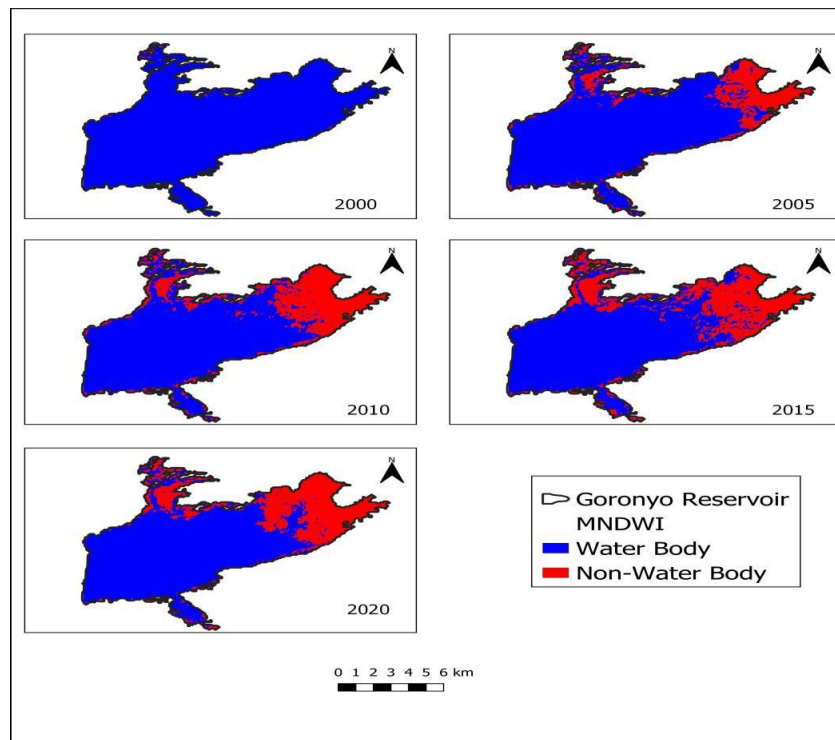 N
2000
N
2005
N
2010
N
2015
N
2020
Goronyo Reservoir
MNDWI
Water Body
Non-Water Body
0 1 2 3 4 5 6 km